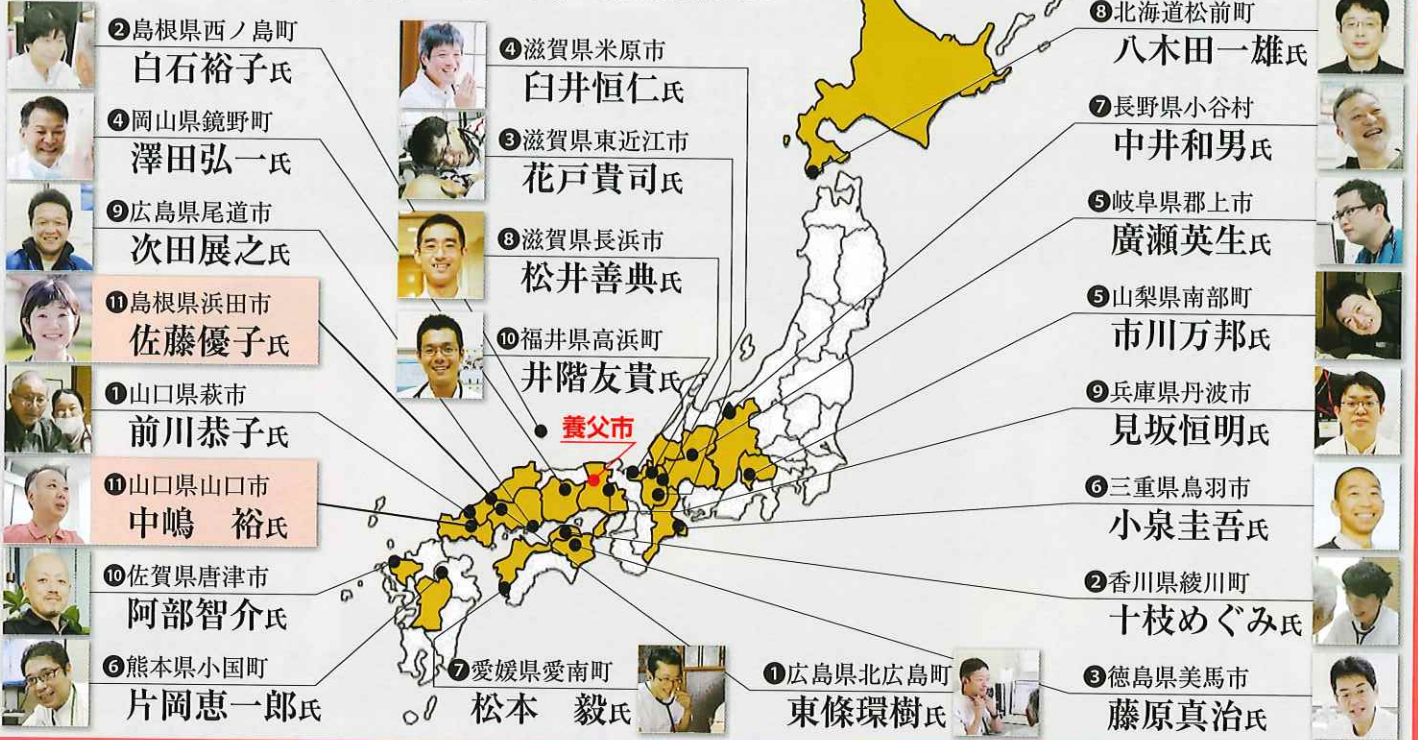 ❷島根県西ノ島町
白石裕子氏
❹岡山県鏡野町
澤田弘一氏
❾広島県尾道市
次田展之氏
⓫島根県浜田市
佐藤優子氏
❶山口県萩市
前川恭子氏
⓫山口県山口市
中嶋　裕氏
❿佐賀県唐津市
阿部智介氏
❻熊本県小国町
片岡恵一郎氏
❹滋賀県米原市
臼井恒仁氏
❸滋賀県東近江市
花戸貴司氏
❽滋賀県長浜市
松井善典氏
❿福井県高浜町
井階友貴氏
養父市
❼愛媛県愛南町
松本　毅氏
❶広島県北広島町
東條環樹氏
❽北海道松前町
八木田一雄氏
❼長野県小谷村
中井和男氏
❺岐阜県郡上市
廣瀬英生氏
❺山梨県南部町
市川万邦氏
❾兵庫県丹波市
見坂恒明氏
❻三重県鳥羽市
小泉圭吾氏
❷香川県綾川町
十枝めぐみ氏
❸徳島県美馬市
藤原真治氏